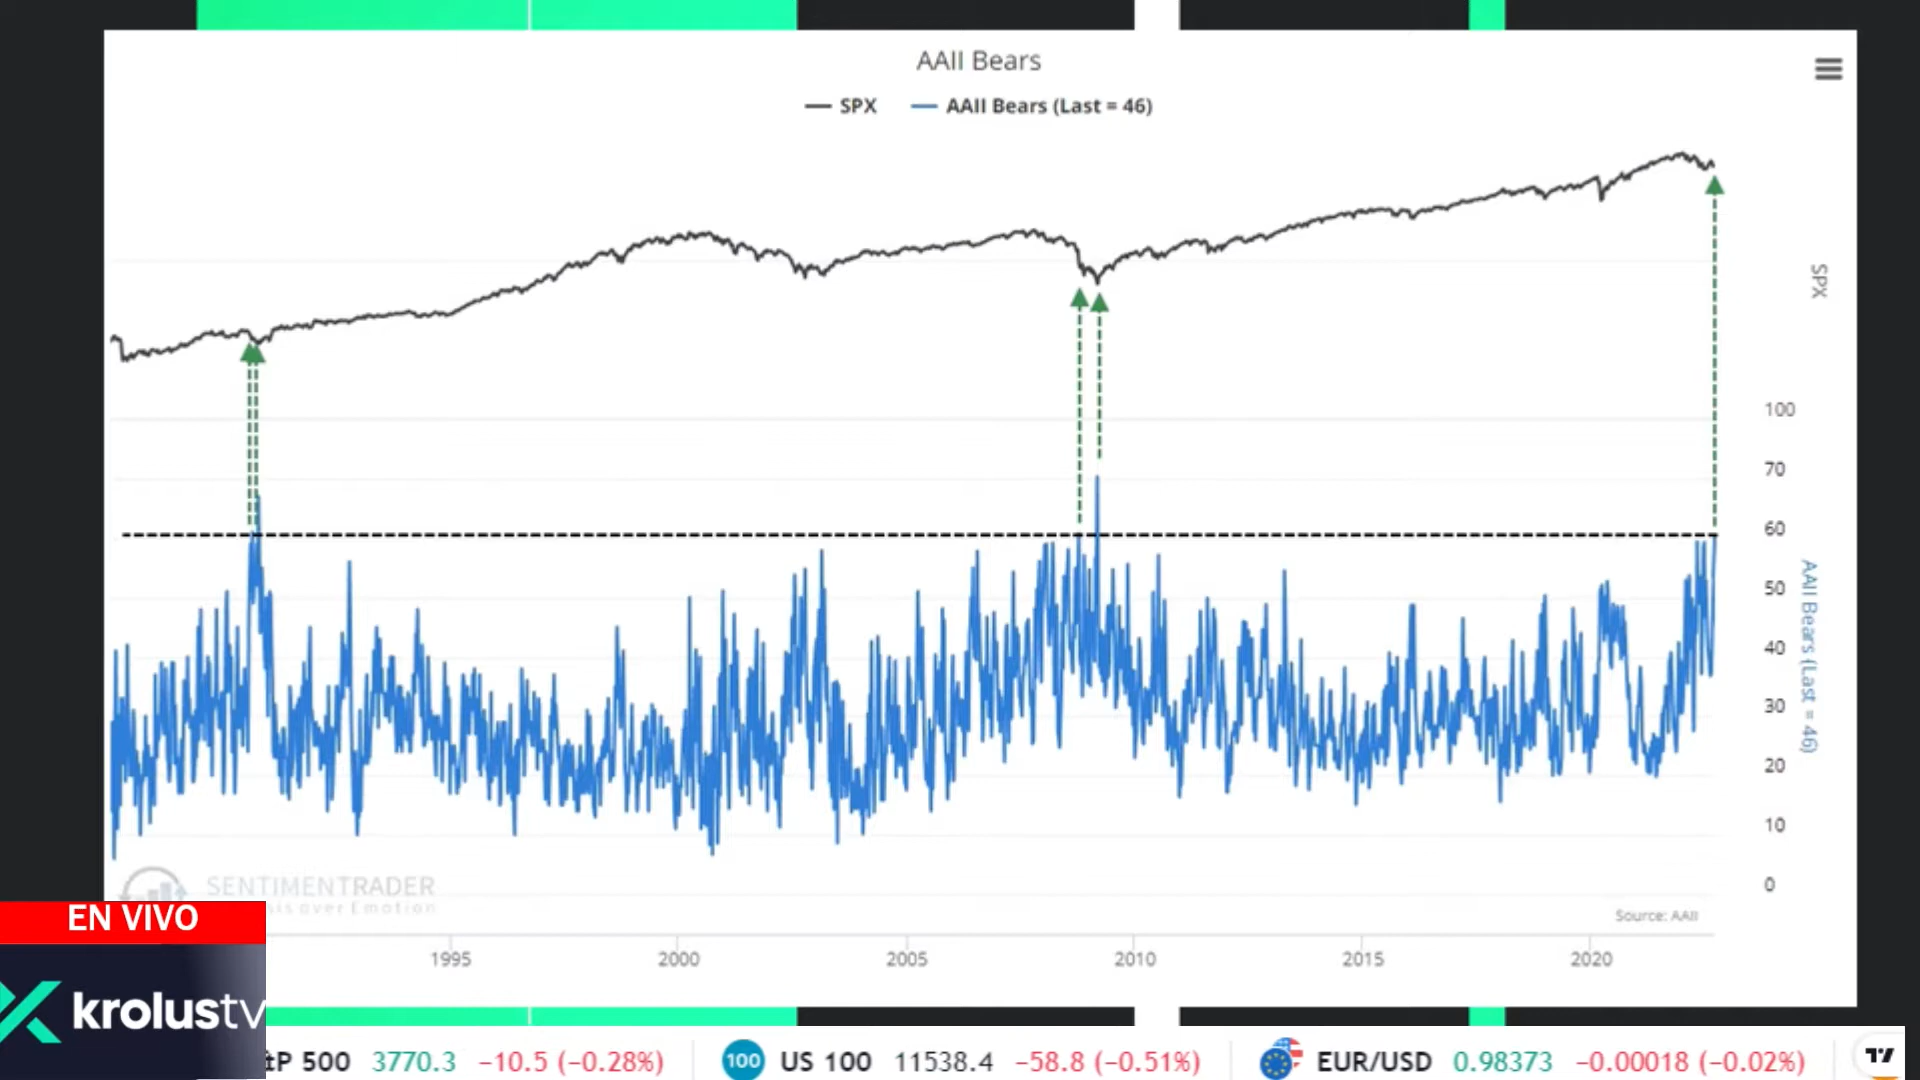 AAII Bears
SPX
AAII Bears (Last = 46)
SPX
100
70
60
50
40
30
20
10
0
AAII Bears (Last = 46)
SENTIMENTRADER
sis over Emotion
Source: AAII
1995
2000
2005
2010
2015
2020
EN VIVO
krolustv
P 500 3770.3 −10.5 (−0.28%)
100 US 100 11538.4 −58.8 (−0.51%)
EUR/USD 0.98373 −0.00018 (−0.02%)